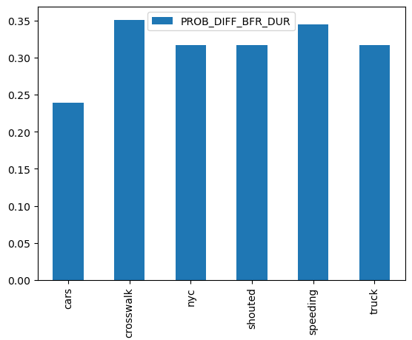 PROB_DIFF_BFR_DUR
0.35
0.30
0.25
0.20
0.15
0.10
0.05
0.00
cars
crosswalk
nyc
shouted
speeding
truck